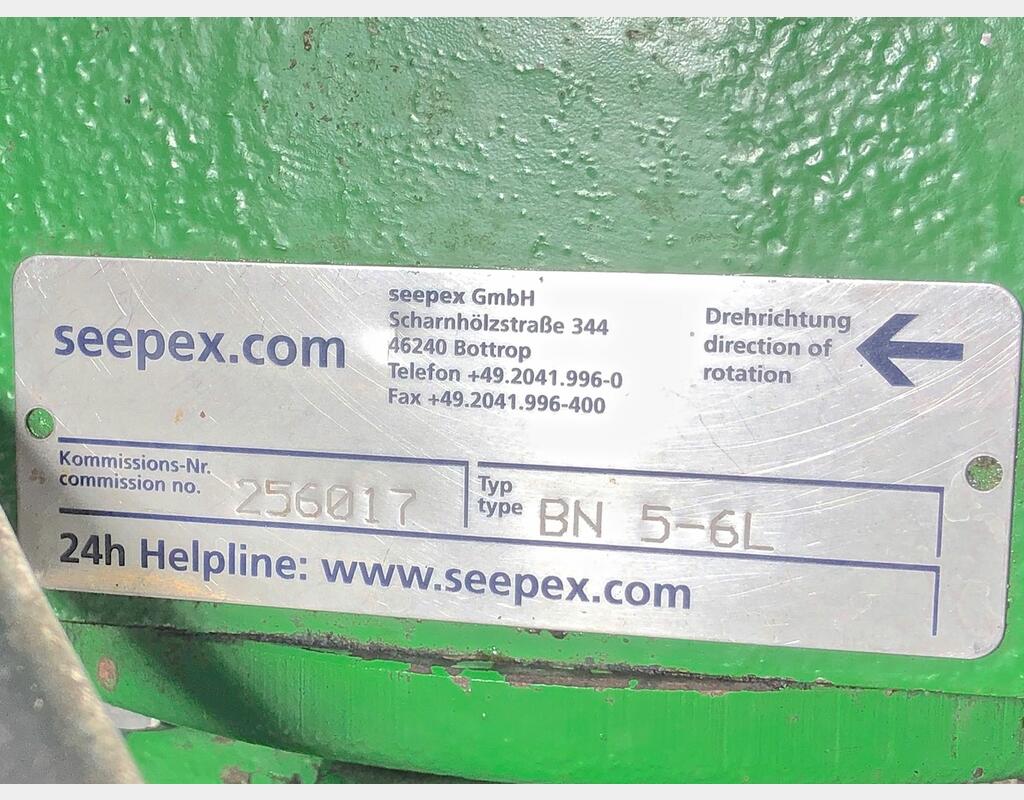 seepex.com
seepex GmbH
Scharnhölzstraße 344
46240 Bottrop
Telefon +49.2041.996-0
Fax +49.2041.996-400
Drehrichtung
direction of
rotation
Kommissions-Nr.
commission no.
256017
Typ
type
BN 5-6L
24h Helpline: www.seepex.com